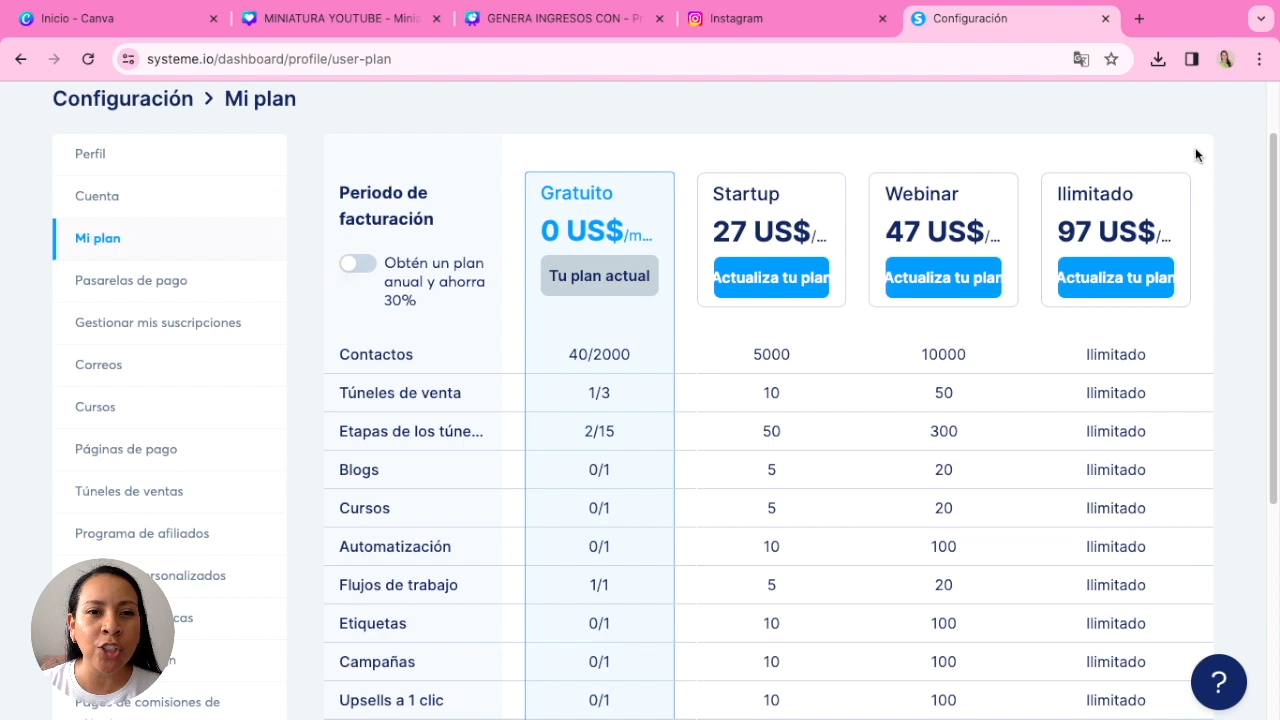 Inicio - Canva
MINIATURA YOUTUBE - Minia
GENERA INGRESOS CON - Pr
Instagram
Configuración
systeme.io/dashboard/profile/user-plan
Configuración > Mi plan
Perfil
Cuenta
Mi plan
Pasarelas de pago
Gestionar mis suscripciones
Correos
Cursos
Páginas de pago
Túneles de ventas
Programa de afiliados
Periodo de
facturación
Obtén un plan
anual y ahorra
30%
Gratuito
0 US$/m...
Tu plan actual
Startup
27 US$/...
Actualiza tu plan
Webinar
47 US$/...
Actualiza tu plan
Ilimitado
97 US$/...
Actualiza tu plan
Contactos 40/2000 5000 10000 Ilimitado
Túneles de venta 1/3 10 50 Ilimitado
Etapas de los túne... 2/15 50 300 Ilimitado
Blogs 0/1 5 20 Ilimitado
Cursos 0/1 5 20 Ilimitado
Automatización 0/1 10 100 Ilimitado
Flujos de trabajo 1/1 5 20 Ilimitado
Etiquetas 0/1 10 100 Ilimitado
Campañas 0/1 10 100 Ilimitado
Upsells a 1 clic 0/1 10 100 Ilimitado
de comisiones de
?